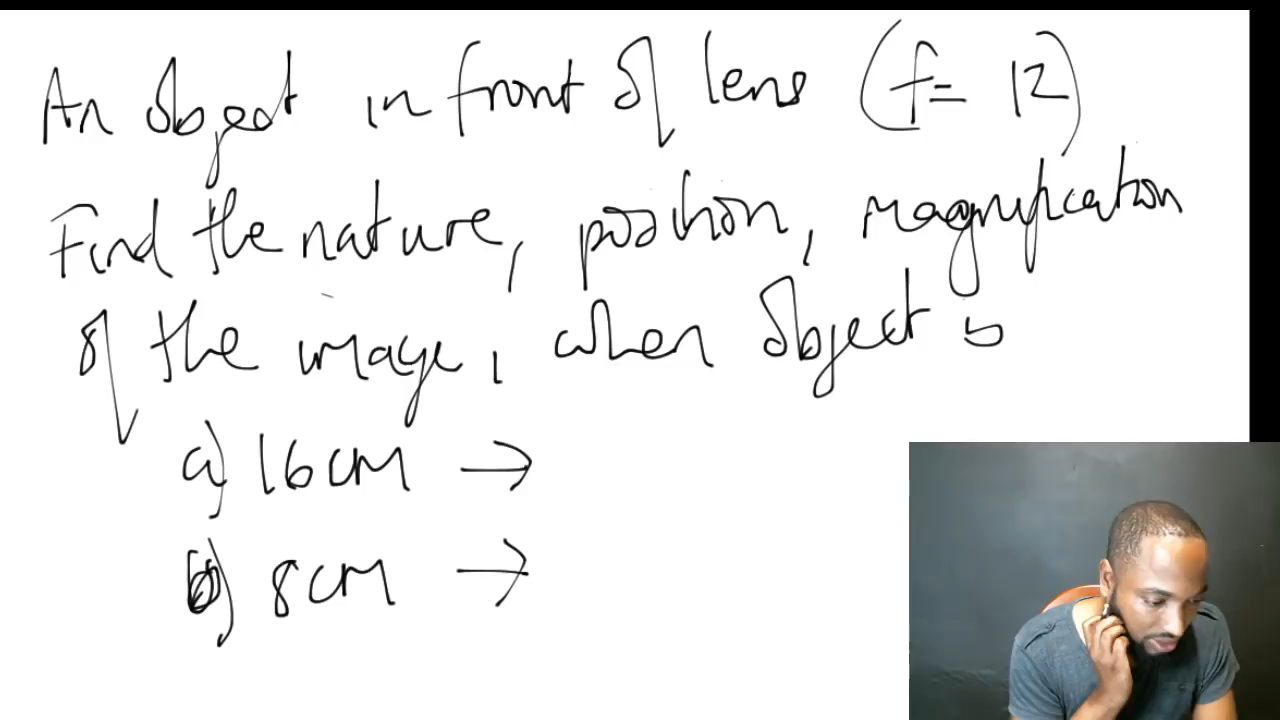 An object in front of lens (f= 12)
Find the nature, position, magnification
of the image, when object is
a) 16cm →
b) 8cm →